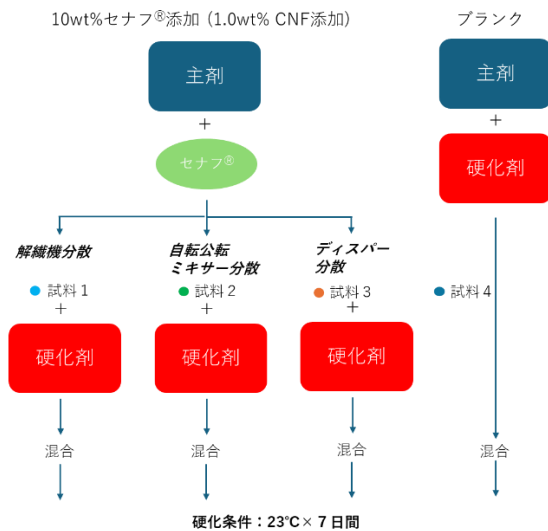 10wt%セナフ®添加 (1.0wt% CNF添加)
ブランク
主剤
+
セナフ®
主剤
+
硬化剤
解繊機分散
自転公転
ミキサー分散
ディスパー
分散
試料1
+
試料2
+
試料3
+
試料4
硬化剤
硬化剤
硬化剤
混合
混合
混合
混合
硬化条件：23℃×7日間